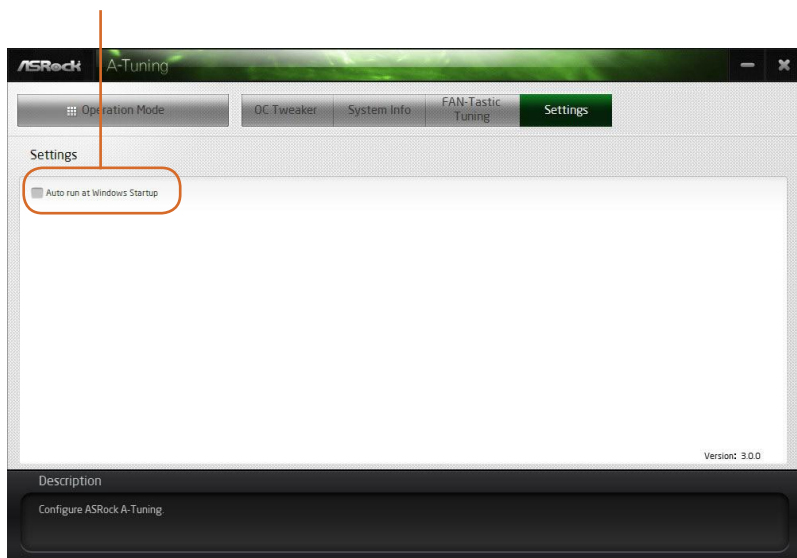 ASRock A-Tuning
Operation Mode
OC Tweaker
System Info
FAN-Tastic
Tuning
Settings
Settings
Auto run at Windows Startup
Version: 3.0.0
Description
Configure ASRock A-Tuning.